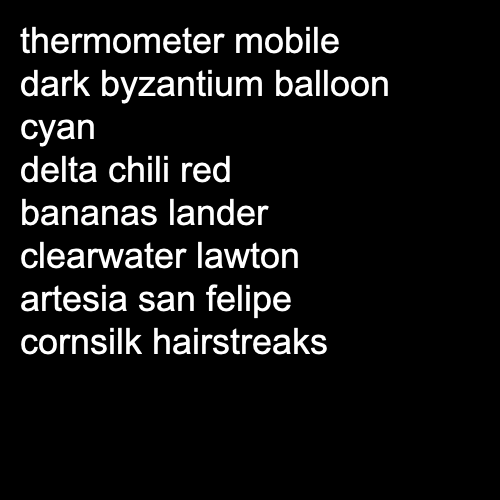 thermometer mobile
dark byzantium balloon
cyan
delta chili red
bananas lander
clearwater lawton
artesia san felipe
cornsilk hairstreaks